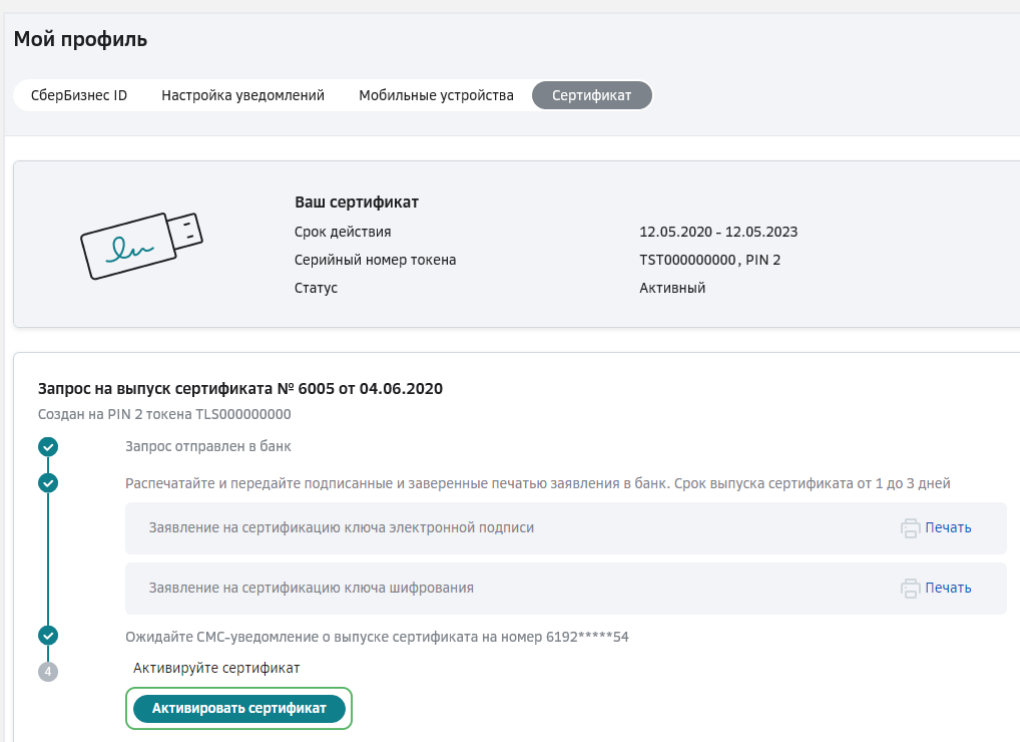 Мой профиль
СберБизнес ID Настройка уведомлений Мобильные устройства Сертификат
Ваш сертификат
Срок действия 12.05.2020 - 12.05.2023
Серийный номер токена TST000000000, PIN 2
Статус Активный
Запрос на выпуск сертификата № 6005 от 04.06.2020
Создан на PIN 2 токена TLS000000000
Запрос отправлен в банк
Распечатайте и передайте подписанные и заверенные печатью заявления в банк. Срок выпуска сертификата от 1 до 3 дней
Заявление на сертификацию ключа электронной подписи Печать
Заявление на сертификацию ключа шифрования Печать
Ожидайте СМС-уведомление о выпуске сертификата на номер 6192*****54
4 Активируйте сертификат
Активировать сертификат